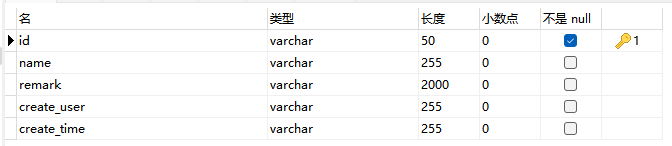 名 类型 长度 小数点 不是 null
id varchar 50 0 1
name varchar 255 0
remark varchar 2000 0
create_user varchar 255 0
create_time varchar 255 0